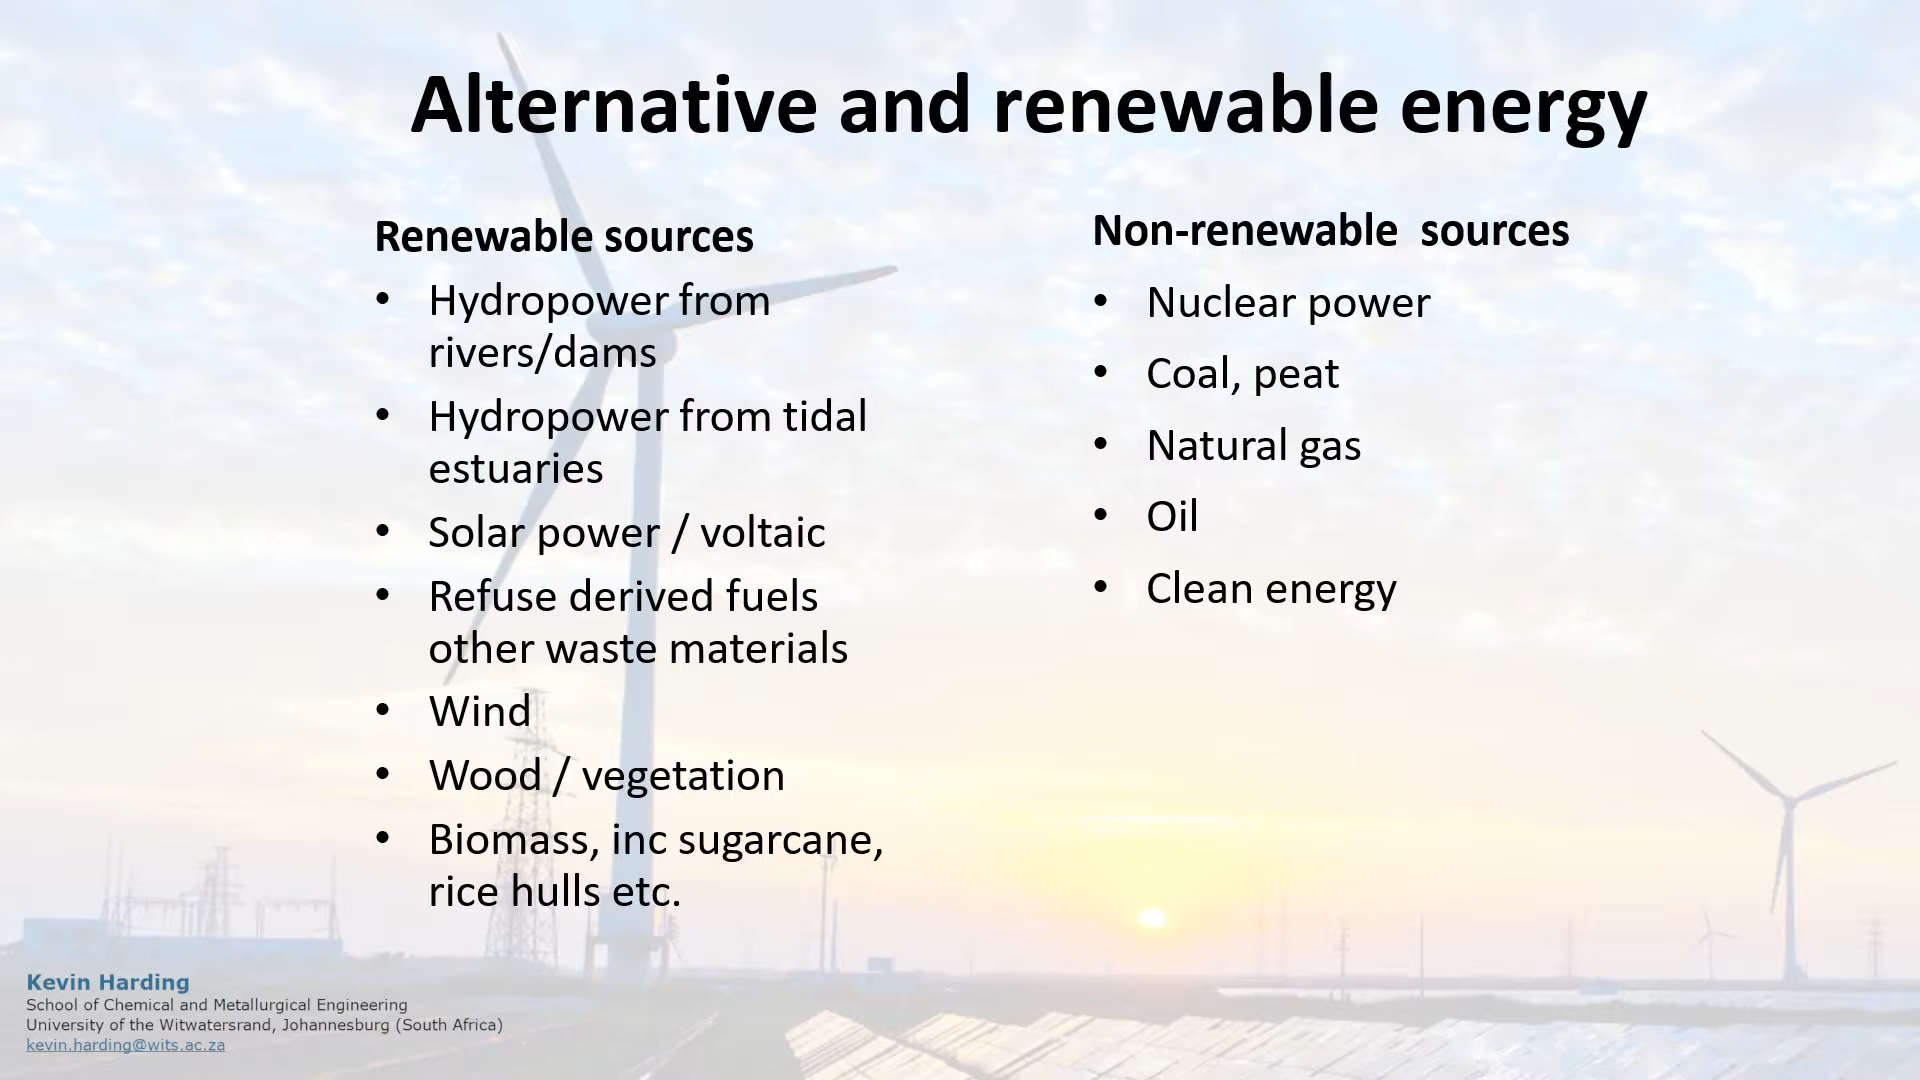 Alternative and renewable energy
Renewable sources
• Hydropower from
rivers/dams
• Hydropower from tidal
estuaries
• Solar power / voltaic
• Refuse derived fuels
other waste materials
• Wind
• Wood / vegetation
• Biomass, inc sugarcane,
rice hulls etc.
Non-renewable  sources
• Nuclear power
• Coal, peat
• Natural gas
• Oil
• Clean energy
Kevin Harding
School of Chemical and Metallurgical Engineering
University of the Witwatersrand, Johannesburg (South Africa)
kevin.harding@wits.ac.za